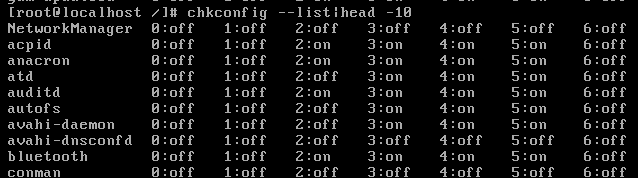 [root@localhost /]# chkconfig --list|head -10
NetworkManager 0:off 1:off 2:off 3:off 4:off 5:off 6:off
acpid 0:off 1:off 2:on 3:on 4:on 5:on 6:off
anacron 0:off 1:off 2:on 3:on 4:on 5:on 6:off
atd 0:off 1:off 2:off 3:on 4:on 5:on 6:off
auditd 0:off 1:off 2:on 3:on 4:on 5:on 6:off
autofs 0:off 1:off 2:off 3:on 4:on 5:on 6:off
avahi-daemon 0:off 1:off 2:off 3:on 4:on 5:on 6:off
avahi-dnsconfd 0:off 1:off 2:off 3:off 4:off 5:off 6:off
bluetooth 0:off 1:off 2:on 3:on 4:on 5:on 6:off
conman 0:off 1:off 2:off 3:off 4:off 5:off 6:off